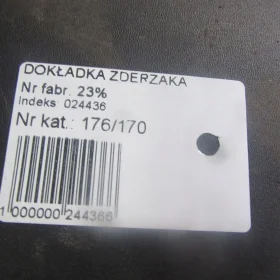 DOKŁADKA ZDERZAKA
Nr fabr. 23%
Indeks 024436
Nr kat.: 176/170
1 000000 244366